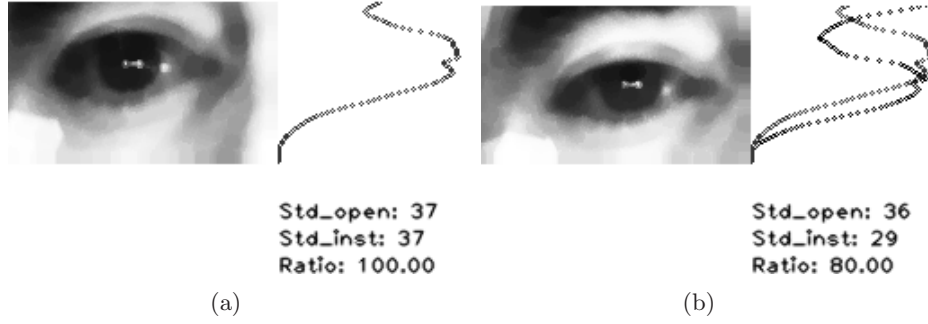 Std_open: 37
Std_inst: 37
Ratio: 100.00
(a)
Std_open: 36
Std_inst: 29
Ratio: 80.00
(b)